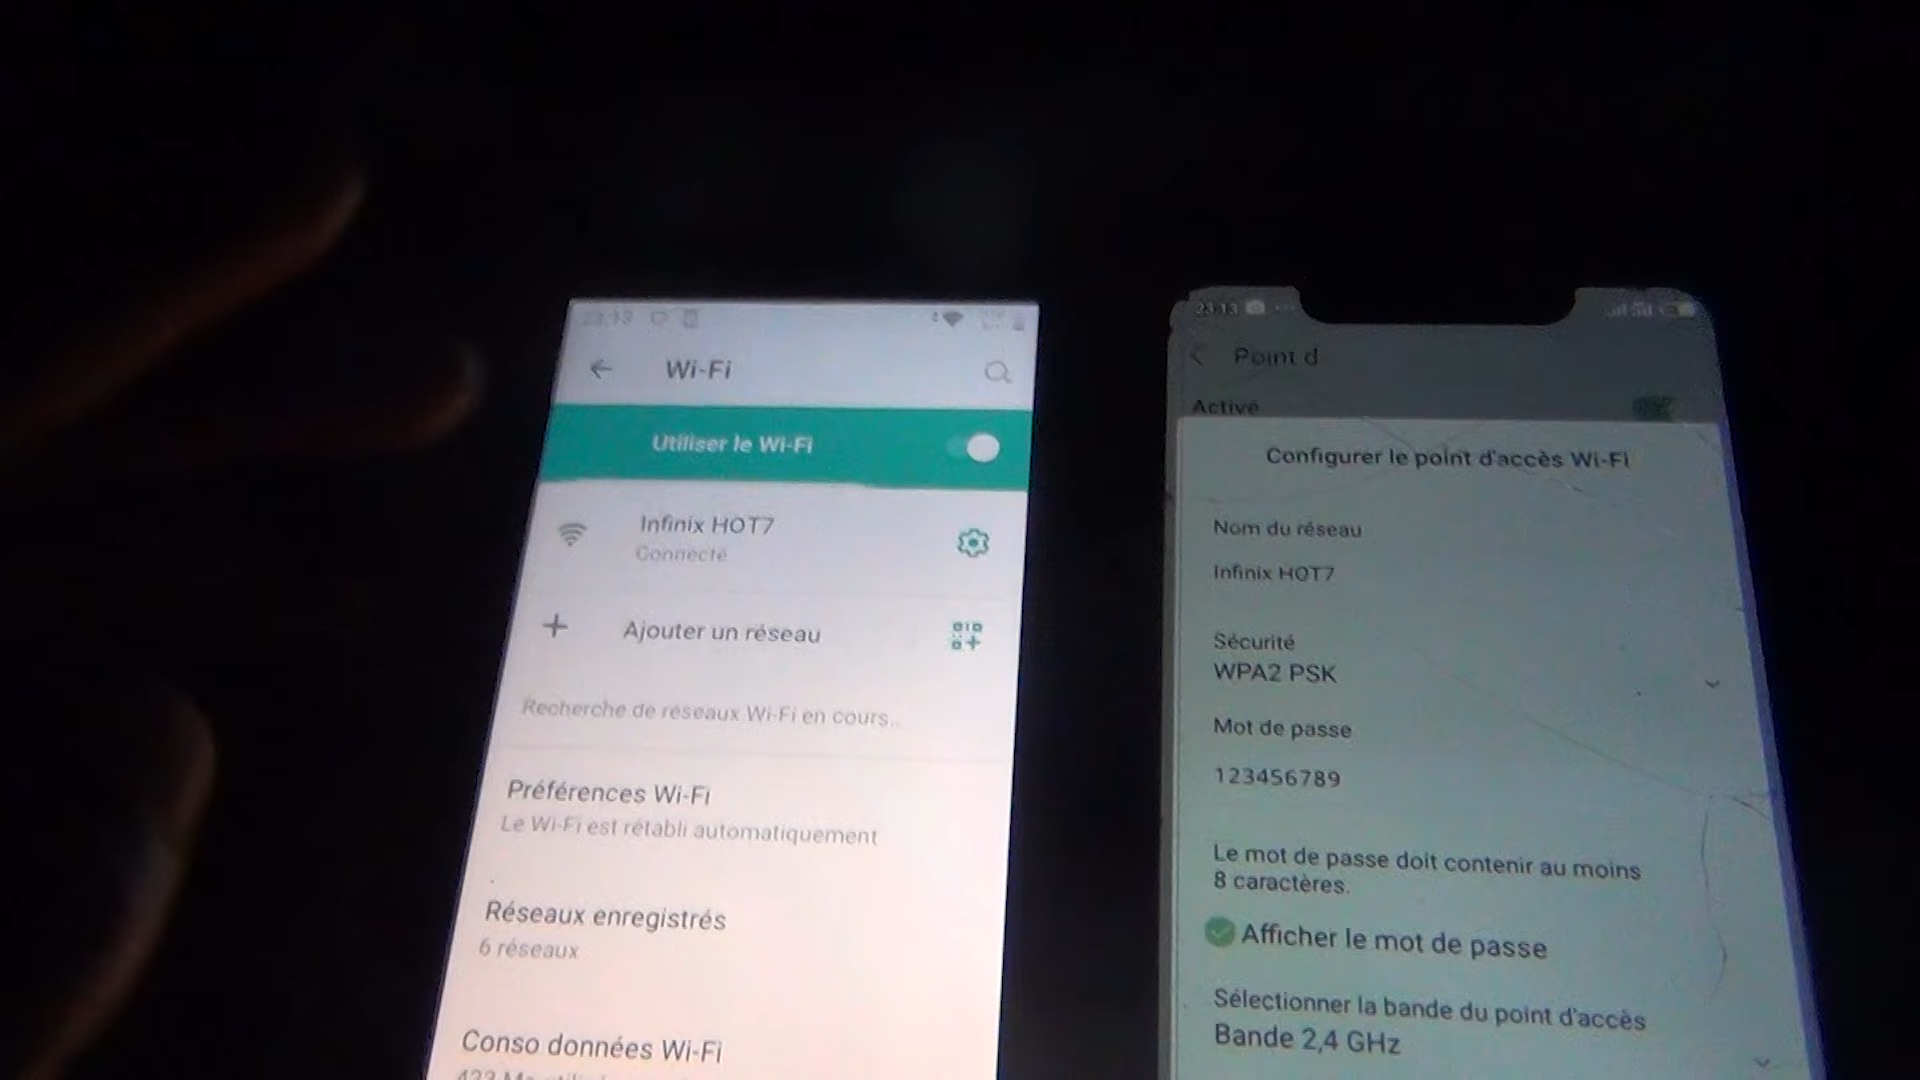 23:13
Wi-Fi
Utiliser le Wi-Fi
Infinix HOT7
Connecté
Ajouter un réseau
Recherche de réseaux Wi-Fi en cours...
Préférences Wi-Fi
Le Wi-Fi est rétabli automatiquement
Réseaux enregistrés
6 réseaux
Conso données Wi-Fi
23:13
Point d
Activé
Configurer le point d'accès Wi-Fi
Nom du réseau
Infinix HOT7
Sécurité
WPA2 PSK
Mot de passe
123456789
Le mot de passe doit contenir au moins
8 caractères.
Afficher le mot de passe
Sélectionner la bande du point d'accès
Bande 2,4 GHz